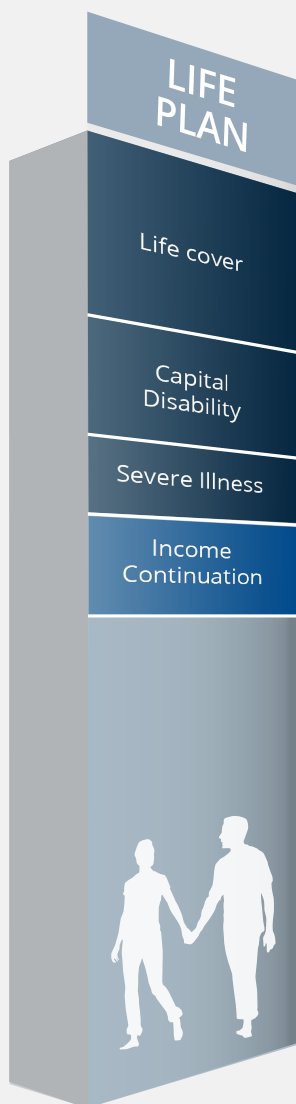 LIFE
PLAN
Life cover
Capital
Disability
Severe Illness
Income
Continuation